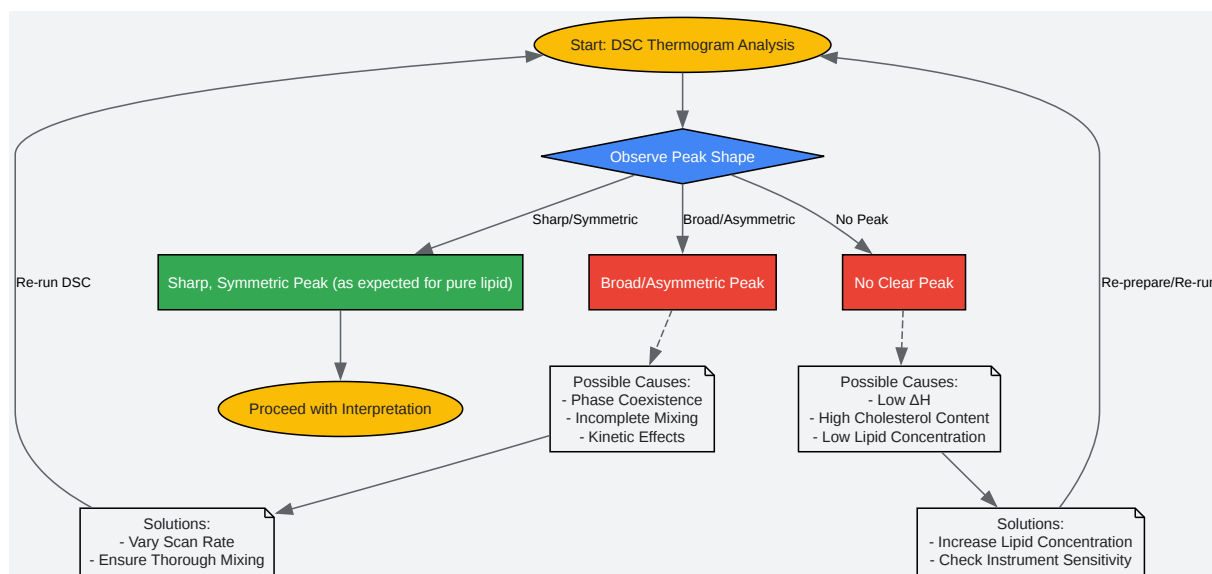 Start: DSC Thermogram Analysis
Observe Peak Shape
Sharp/Symmetric
Broad/Asymmetric
No Peak
Re-run DSC
Sharp, Symmetric Peak (as expected for pure lipid)
Broad/Asymmetric Peak
No Clear Peak
Re-prepare/Re-run
Proceed with Interpretation
Possible Causes:
- Phase Coexistence
- Incomplete Mixing
- Kinetic Effects
Possible Causes:
- Low ΔH
- High Cholesterol Content
- Low Lipid Concentration
Solutions:
- Vary Scan Rate
- Ensure Thorough Mixing
Solutions:
- Increase Lipid Concentration
- Check Instrument Sensitivity